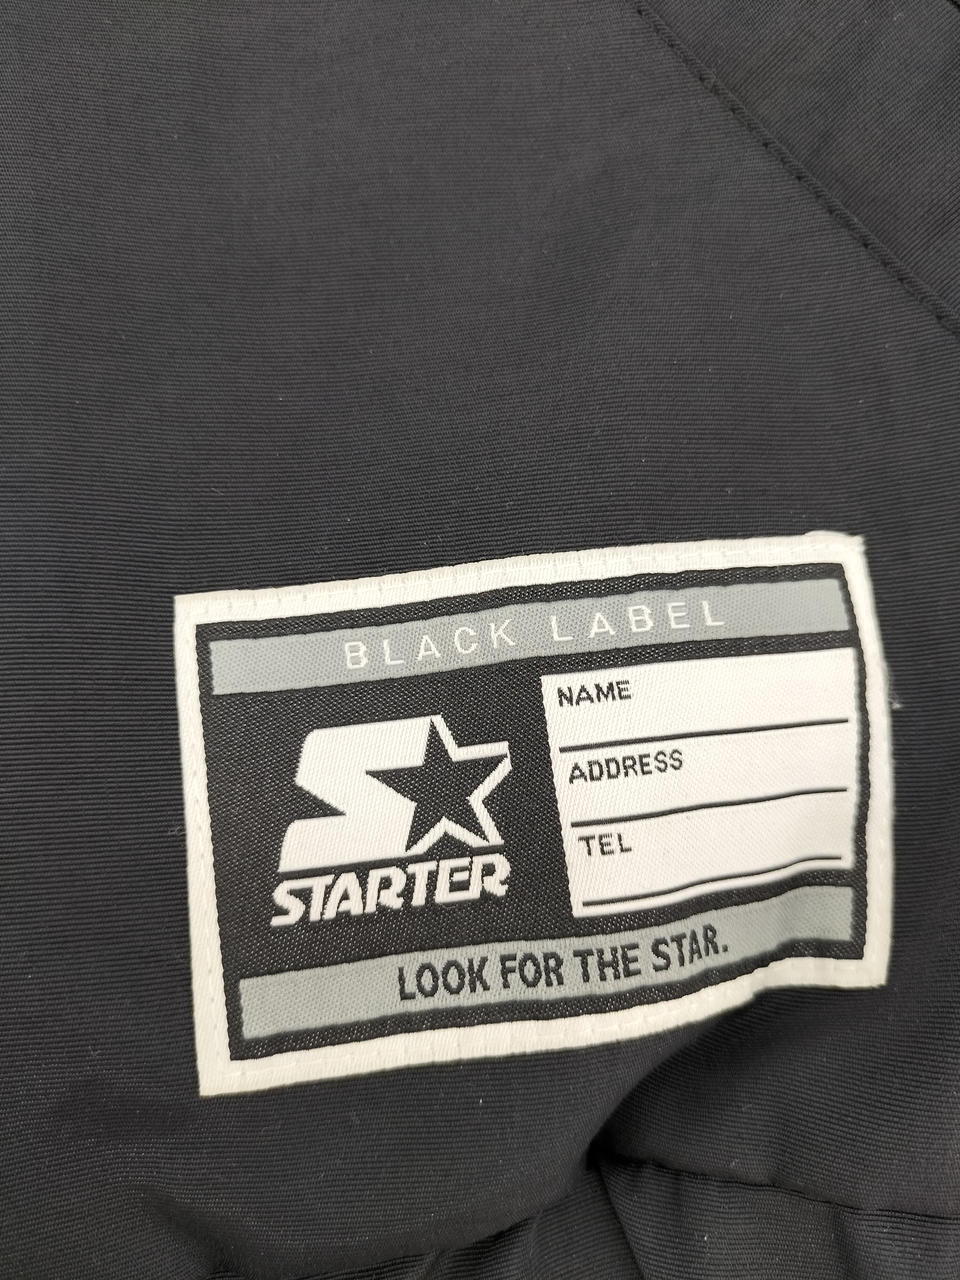 BLACK LABEL
STARTER
NAME
ADDRESS
TEL
LOOK FOR THE STAR.